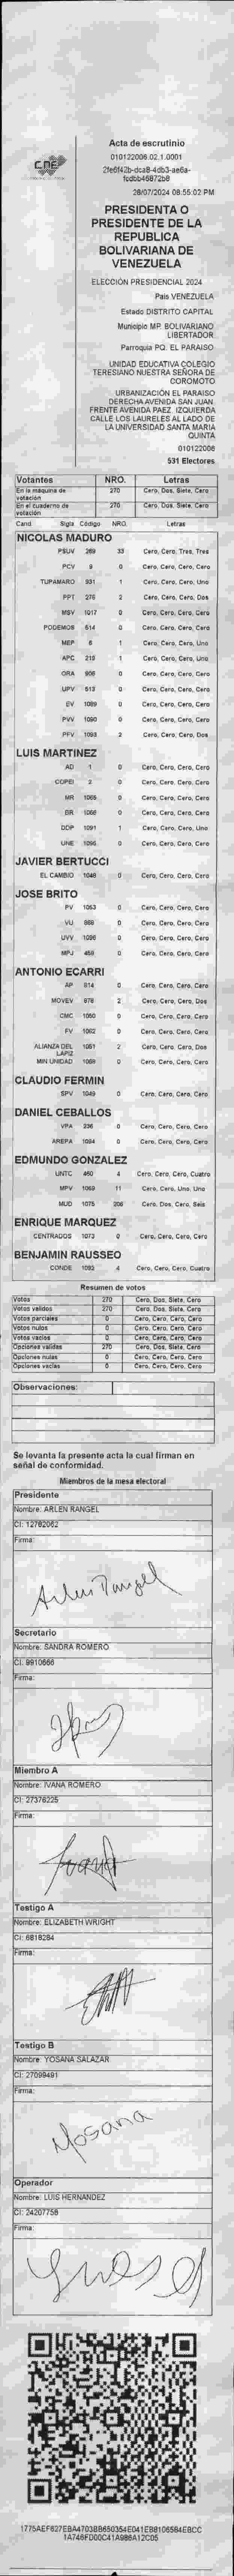 CNE
Acta de escrutinio
010122006.02.1.0001
28/07/2024 08:55:02 PM
PRESIDENTA O
PRESIDENTE DE LA
REPUBLICA
BOLIVARIANA DE
VENEZUELA
ELECCIÓN PRESIDENCIAL 2024
Pais VENEZUELA
Estado DISTRITO CAPITAL
Municipio MP. BOLIVARIANO
LIBERTADOR
Parroquia PQ. EL PARAISO
UNIDAD EDUCATIVA COLEGIO
TERESIANO NUESTRA SEÑORA DE
COROMOTO
URBANIZACIÓN EL PARAISO
DERECHA AVENIDA SAN JUAN.
FRENTE AVENIDA PAEZ. IZQUIERDA
CALLE LOS LAURELES AL LADO DE
LA UNIVERSIDAD SANTA MARIA
QUINTA
010122006
531 Electores
Votantes NRO. Letras
En la máquina de votación 270 Cero, Dos, Siete, Cero
En el cuaderno de votación 270 Cero, Dos, Siete, Cero
Cand. Sigla Código NRO. Letras
NICOLAS MADURO
PSUV 269 33 Cero, Cero, Tres, Tres
PCV 9 0 Cero, Cero, Cero, Cero
TUPAMARO 931 1 Cero, Cero, Cero, Uno
PPT 275 2 Cero, Cero, Cero, Dos
MSV 1017 0 Cero, Cero, Cero, Cero
PODEMOS 514 0 Cero, Cero, Cero, Cero
MEP 6 1 Cero, Cero, Cero, Uno
APC 219 1 Cero, Cero, Cero, Uno
ORA 906 0 Cero, Cero, Cero, Cero
UPV 613 0 Cero, Cero, Cero, Cero
EV 1089 0 Cero, Cero, Cero, Cero
PVV 1090 0 Cero, Cero, Cero, Cero
PFV 1093 2 Cero, Cero, Cero, Dos
LUIS MARTINEZ
AD 1 0 Cero, Cero, Cero, Cero
COPEI 2 0 Cero, Cero, Cero, Cero
MR 1065 0 Cero, Cero, Cero, Cero
BR 1066 0 Cero, Cero, Cero, Cero
DDP 1091 1 Cero, Cero, Cero, Uno
UNE 1095 0 Cero, Cero, Cero, Cero
JAVIER BERTUCCI
EL CAMBIO 1048 0 Cero, Cero, Cero, Cero
JOSE BRITO
PV 1053 0 Cero, Cero, Cero, Cero
VU 868 0 Cero, Cero, Cero, Cero
UVV 1096 0 Cero, Cero, Cero, Cero
MPJ 459 0 Cero, Cero, Cero, Cero
ANTONIO ECARRI
AP 814 0 Cero, Cero, Cero, Cero
MOVEV 978 2 Cero, Cero, Cero, Dos
CMC 1050 0 Cero, Cero, Cero, Cero
FV 1062 0 Cero, Cero, Cero, Cero
ALIANZA DEL LAPIZ 1051 2 Cero, Cero, Cero, Dos
MIN UNIDAD 1088 0 Cero, Cero, Cero, Cero
CLAUDIO FERMIN
SPV 1049 0 Cero, Cero, Cero, Cero
DANIEL CEBALLOS
VPA 236 0 Cero, Cero, Cero, Cero
AREPA 1094 0 Cero, Cero, Cero, Cero
EDMUNDO GONZALEZ
UNTC 460 4 Cero, Cero, Cero, Cuatro
MPV 1069 11 Cero, Cero, Uno, Uno
MUD 1075 206 Cero, Dos, Cero, Seis
ENRIQUE MARQUEZ
CENTRADOS 1073 0 Cero, Cero, Cero, Cero
BENJAMIN RAUSSEO
CONDE 1083 4 Cero, Cero, Cero, Cuatro
Resumen de votos
Votos 270 Cero, Dos, Siete, Cero
Votos validos 270 Cero, Dos, Siete, Cero
Votos parciales 0 Cero, Cero, Cero, Cero
Votos nulos 0 Cero, Cero, Cero, Cero
Votos vacios 0 Cero, Cero, Cero, Cero
Opciones validas 270 Cero, Dos, Siete, Cero
Opciones nulas 0 Cero, Cero, Cero, Cero
Opciones vacias 0 Cero, Cero, Cero, Cero
Observaciones:
Se levanta la presente acta la cual firman en
señal de conformidad.
Miembros de la mesa electoral
Presidente
Nombre: ARLEN RANGEL
CI: 12762062
Firma:
Arlen Rangel
Secretario
Nombre: SANDRA ROMERO
CI: 9910666
Firma:
Miembro A
Nombre: IVANA ROMERO
CI: 27376225
Firma:
Ivana
Testigo A
Nombre: ELIZABETH WRIGHT
CI: 6818284
Firma:
Testigo B
Nombre: YOSANA SALAZAR
CI: 27099491
Firma:
Yosana
Operador
Nombre: LUIS HERNANDEZ
CI: 24207756
Firma: